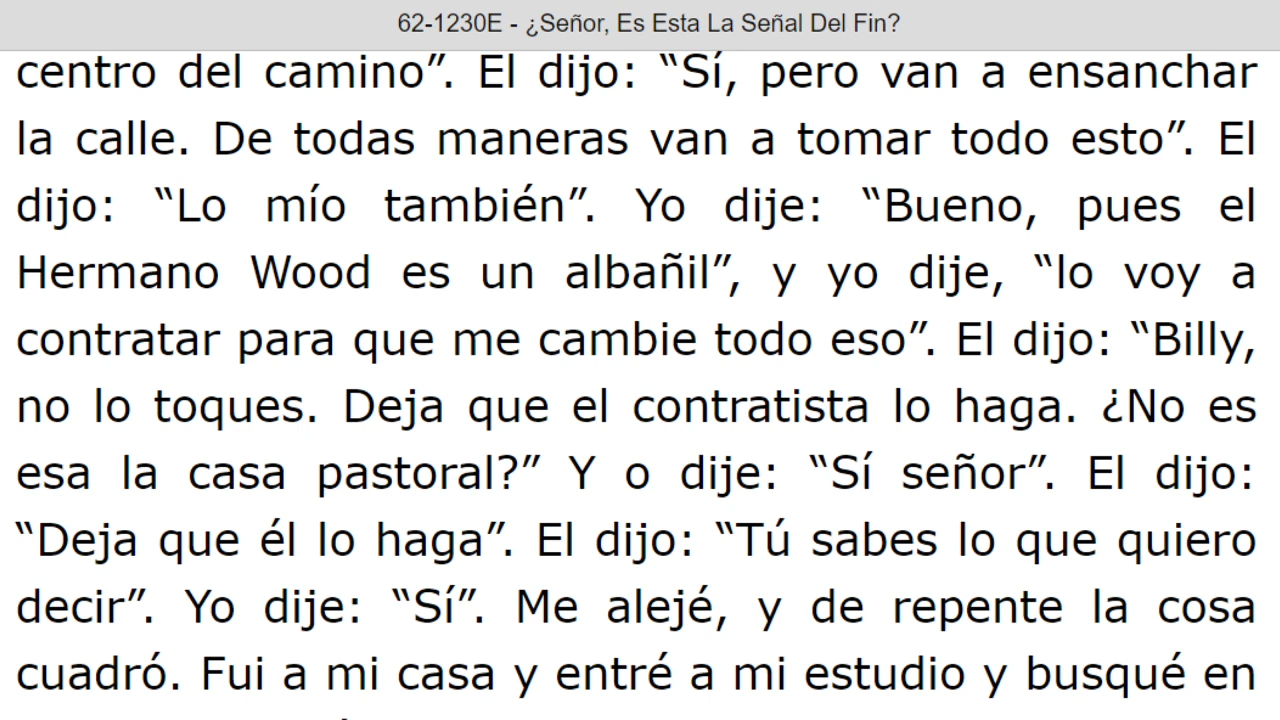 62-1230E - ¿Señor, Es Esta La Señal Del Fin?
centro del camino”. El dijo: “Sí, pero van a ensanchar
la calle. De todas maneras van a tomar todo esto”. El
dijo: “Lo mío también”. Yo dije: “Bueno, pues el
Hermano Wood es un albañil”, y yo dije, “lo voy a
contratar para que me cambie todo eso”. El dijo: “Billy,
no lo toques. Deja que el contratista lo haga. ¿No es
esa la casa pastoral?” Y o dije: “Sí señor”. El dijo:
“Deja que él lo haga”. El dijo: “Tú sabes lo que quiero
decir”. Yo dije: “Sí”. Me alejé, y de repente la cosa
cuadró. Fui a mi casa y entré a mi estudio y busqué en